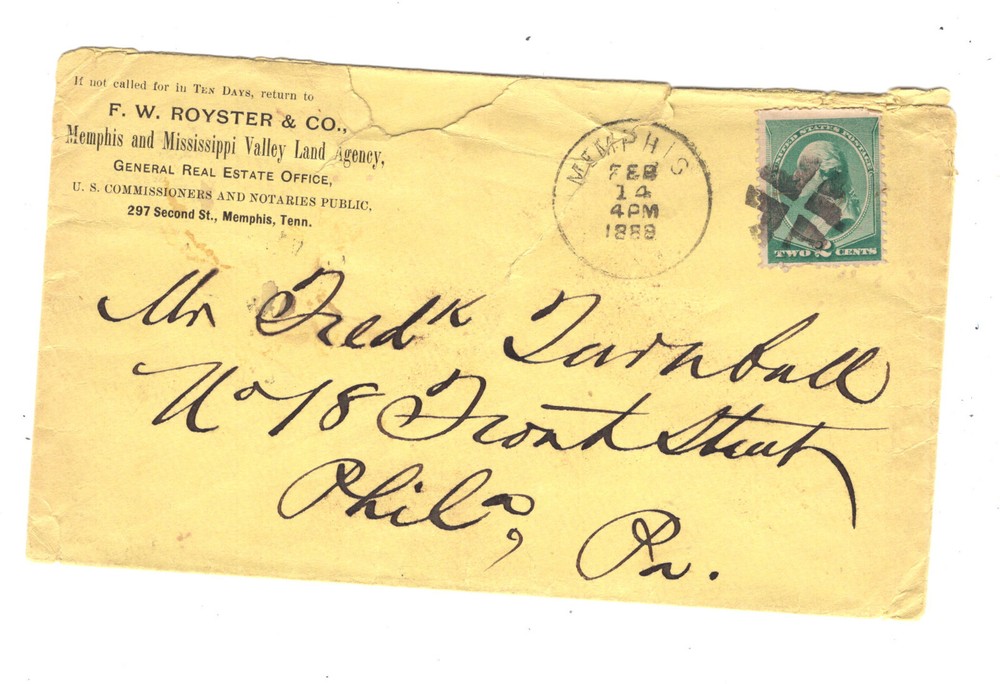 If not called for in TEN DAYS, return to
F. W. ROYSTER & CO.,
Memphis and Mississippi Valley Land Agency,
GENERAL REAL ESTATE OFFICE,
U. S. COMMISSIONERS AND NOTARIES PUBLIC,
297 Second St., Memphis, Tenn.
MEMPHIS
FEB
14
4PM
1888
UNITED STATES POSTAGE
TWO 2 CENTS
Mr Fredk Turnbull
No 18 Front Street
Phila, Pa.